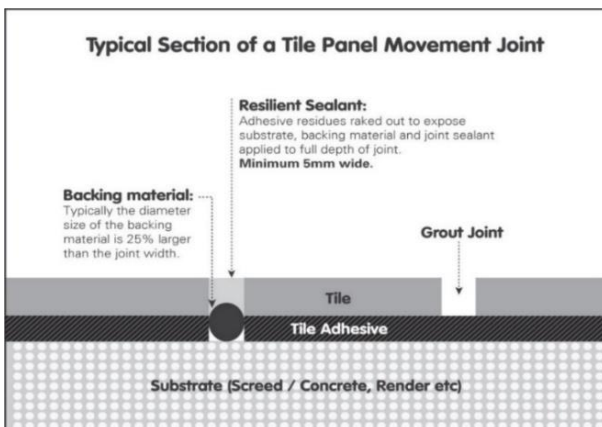 Typical Section of a Tile Panel Movement Joint
Resilient Sealant:
Adhesive residues raked out to expose
substrate, backing material and joint sealant
applied to full depth of joint.
Minimum 5mm wide.
Backing material:
Typically the diameter
size of the backing
material is 25% larger
than the joint width.
Grout Joint
Tile
Tile Adhesive
Substrate (Screed / Concrete, Render etc)